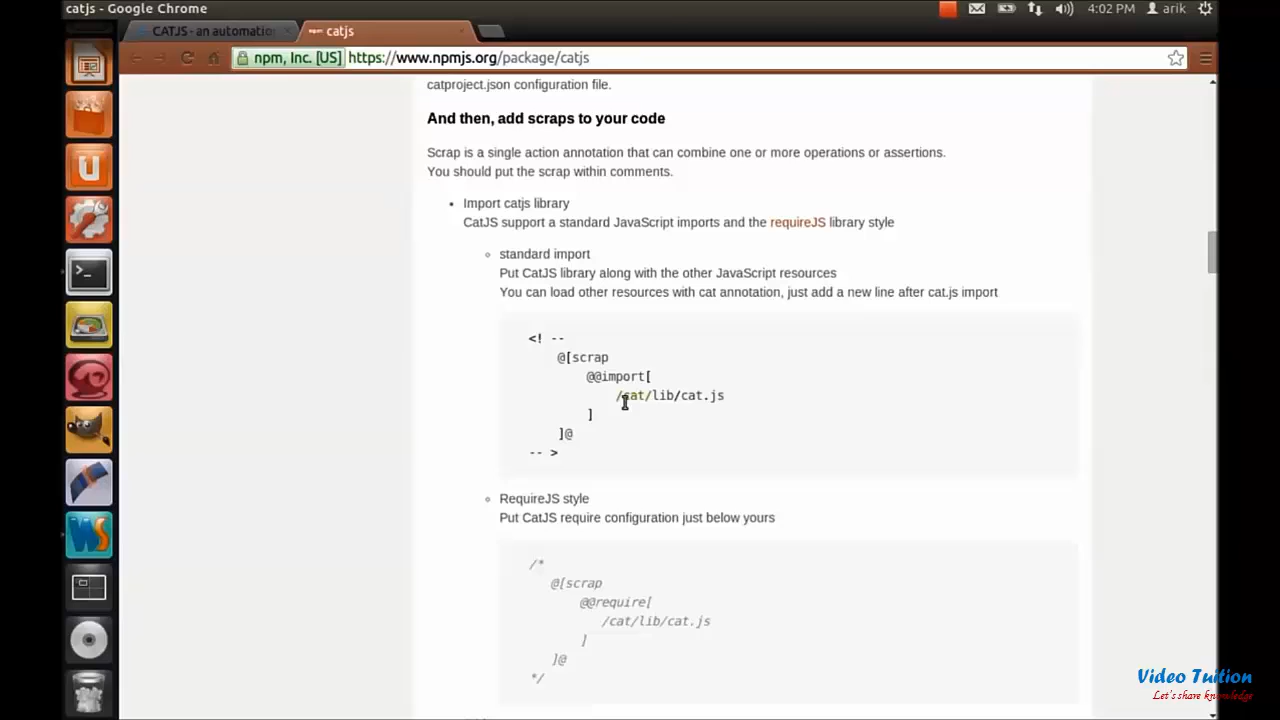 catjs - Google Chrome
4:02 PM
arik
CATJS - an automatio
npm
catjs
npm, Inc. [US]
https://www.npmjs.org/package/catjs
catproject.json configuration file.
And then, add scraps to your code
Scrap is a single action annotation that can combine one or more operations or assertions.
You should put the scrap within comments.
Import catjs library
CatJS support a standard JavaScript imports and the requireJS library style
standard import
Put CatJS library along with the other JavaScript resources
You can load other resources with cat annotation, just add a new line after cat.js import
<! --
@[scrap
@@import[
/cat/lib/cat.js
]
]@
-- >
RequireJS style
Put CatJS require configuration just below yours
/*
@[scrap
@@require[
/cat/lib/cat.js
]
]@
*/
Video Tuition
Let's share knowledge